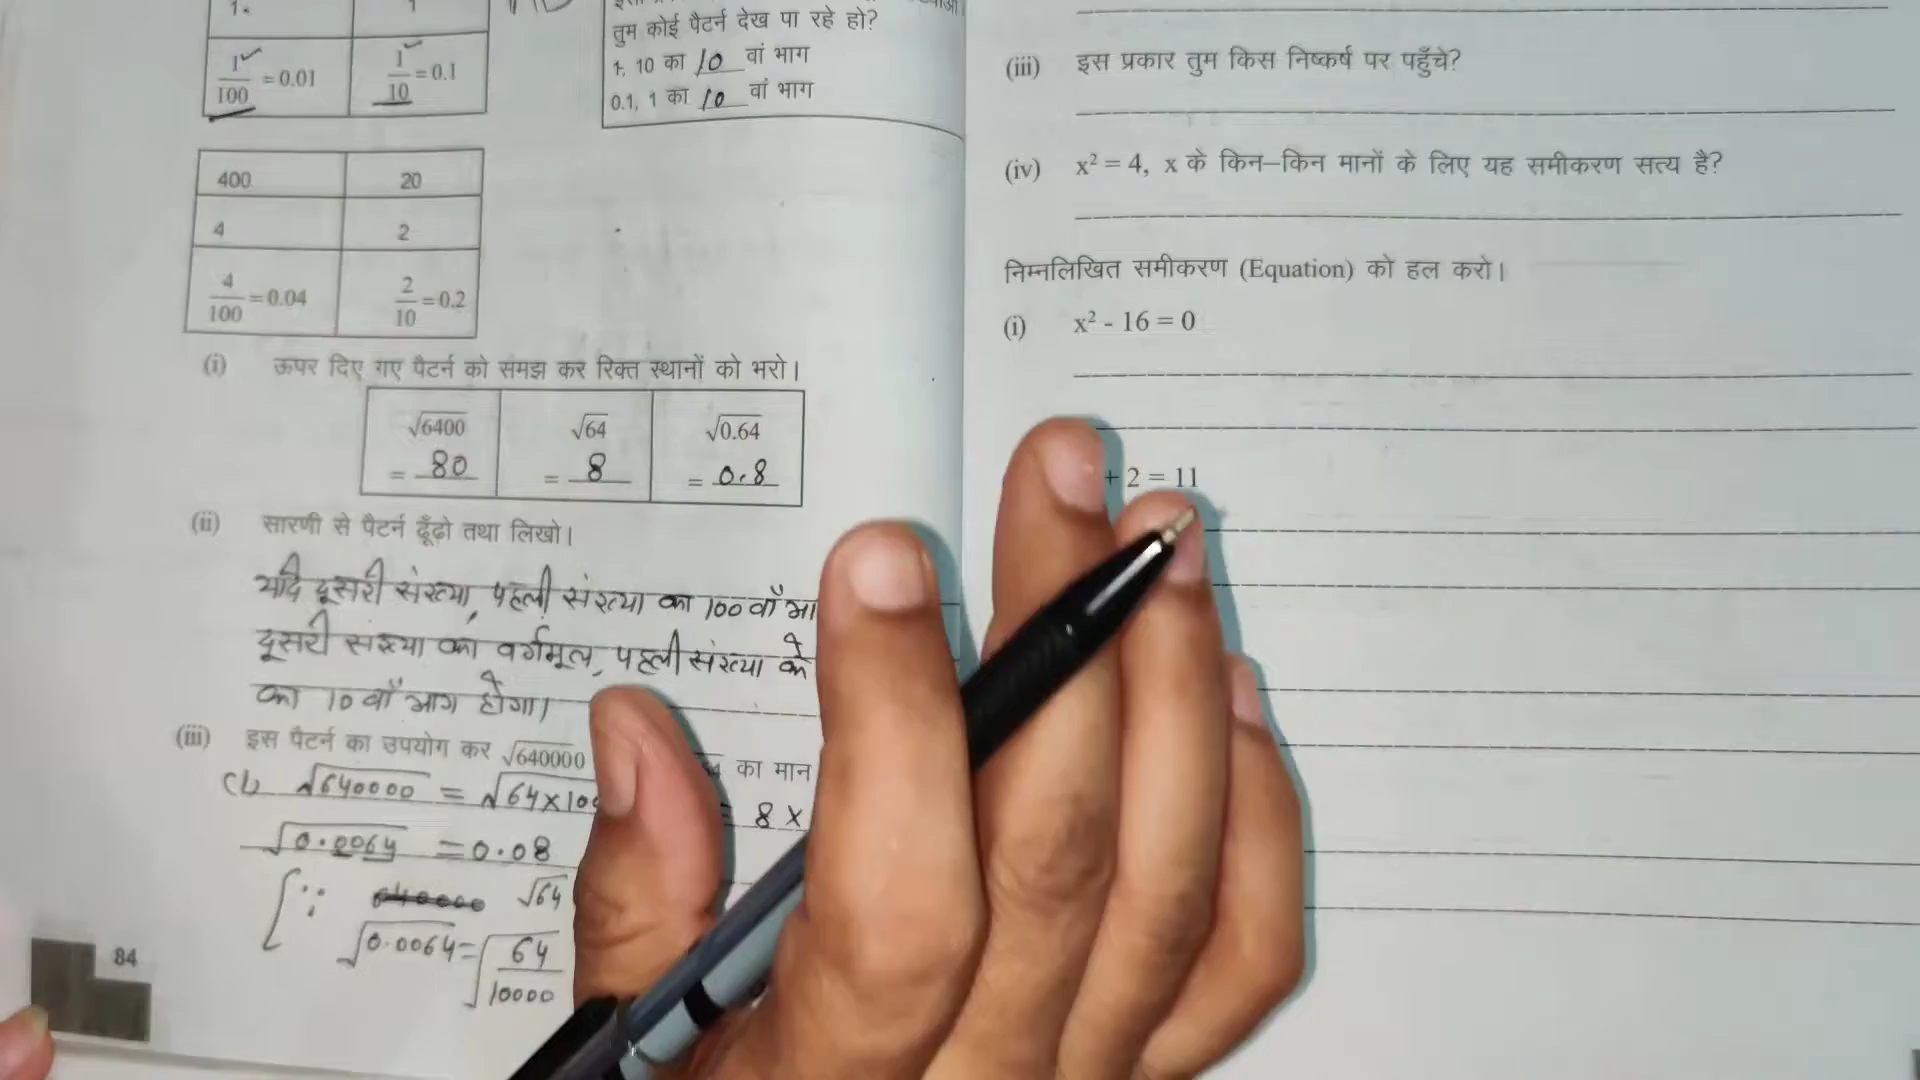 1.
1
1/100 = 0.01
1/10 = 0.1
तुम कोई पैटर्न देख पा रहे हो?
1, 10 का 10 वां भाग
0.1, 1 का 10 वां भाग
400 20
4 2
4/100 = 0.04
2/10 = 0.2
(i) ऊपर दिए गए पैटर्न को समझ कर रिक्त स्थानों को भरो।
√6400 √64 √0.64
= 80 = 8 = 0.8
(ii) सारणी से पैटर्न ढूँढ़ो तथा लिखो।
यदि दूसरी संख्या, पहली संख्या का 100 वाँ भा
दूसरी संख्या का वर्गमूल, पहली संख्या के
का 10 वाँ भाग होगा।
(iii) इस पैटर्न का उपयोग कर √640000 का मान
√640000 = √64×100 = 8 ×
√0.0064 = 0.08
∵ √64
√0.0064 = √64/10000
84
(iii) इस प्रकार तुम किस निष्कर्ष पर पहुँचे?
(iv) x² = 4, x के किन–किन मानों के लिए यह समीकरण सत्य है?
निम्नलिखित समीकरण (Equation) को हल करो।
(i) x² - 16 = 0
+ 2 = 11